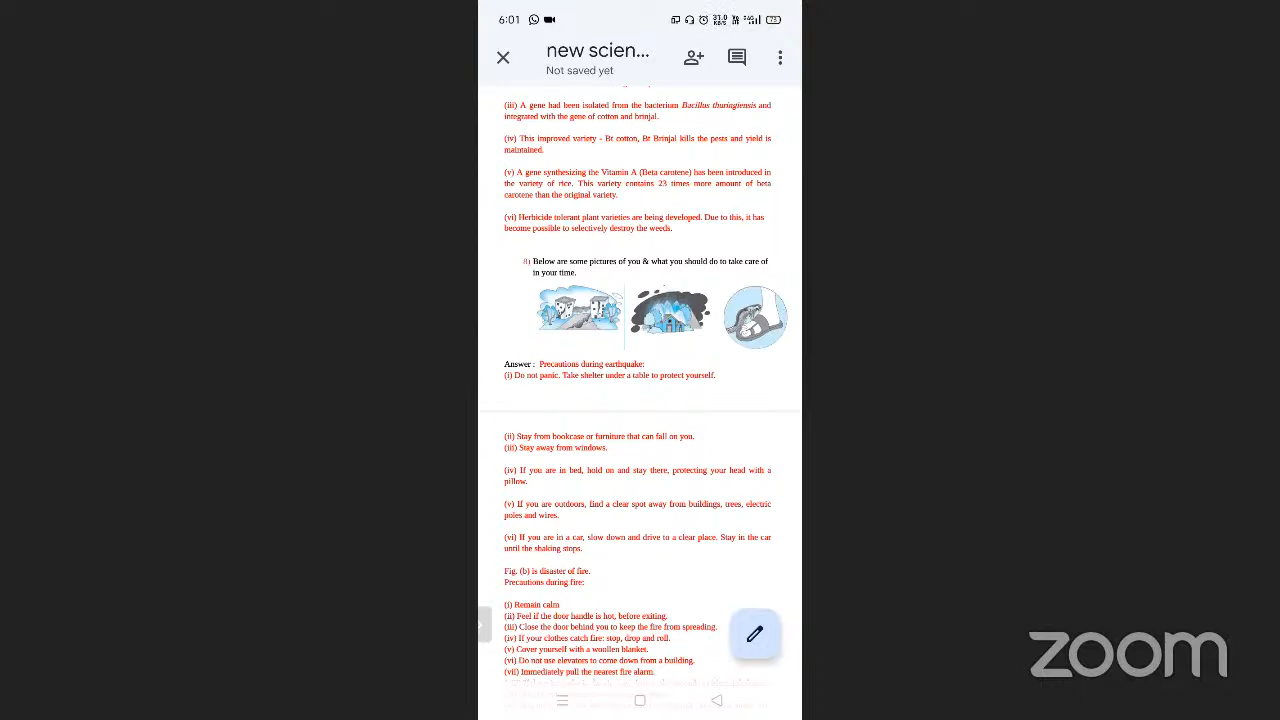 6:01
31.0
KB/S
73
new scien...
Not saved yet
(iii) A gene had been isolated from the bacterium Bacillus thuringiensis and
integrated with the gene of cotton and brinjal.
(iv) This improved variety - Bt cotton, Bt Brinjal kills the pests and yield is
maintained.
(v) A gene synthesizing the Vitamin A (Beta carotene) has been introduced in
the variety of rice. This variety contains 23 times more amount of beta
carotene than the original variety.
(vi) Herbicide tolerant plant varieties are being developed. Due to this, it has
become possible to selectively destroy the weeds.
8) Below are some pictures of you & what you should do to take care of
in your time.
Answer : Precautions during earthquake:
(i) Do not panic. Take shelter under a table to protect yourself.
(ii) Stay from bookcase or furniture that can fall on you.
(iii) Stay away from windows.
(iv) If you are in bed, hold on and stay there, protecting your head with a
pillow.
(v) If you are outdoors, find a clear spot away from buildings, trees, electric
poles and wires.
(vi) If you are in a car, slow down and drive to a clear place. Stay in the car
until the shaking stops.
Fig. (b) is disaster of fire.
Precautions during fire:
(i) Remain calm
(ii) Feel if the door handle is hot, before exiting.
(iii) Close the door behind you to keep the fire from spreading.
(iv) If your clothes catch fire: stop, drop and roll.
(v) Cover yourself with a woollen blanket.
(vi) Do not use elevators to come down from a building.
(vii) Immediately pull the nearest fire alarm.
zoom